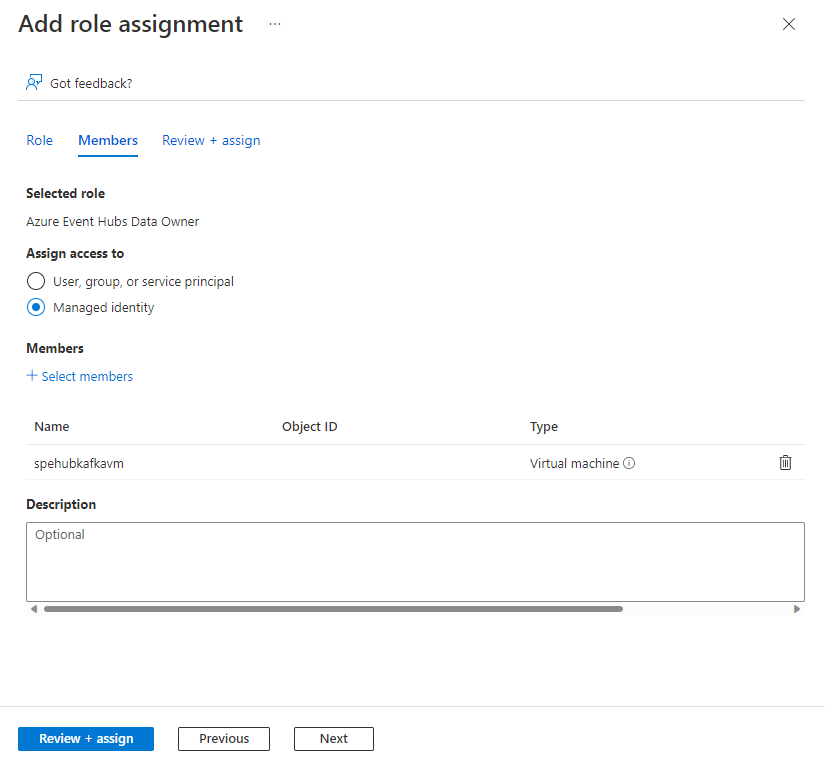 Add role assignment ...
Got feedback?
Role Members Review + assign
Selected role
Azure Event Hubs Data Owner
Assign access to
User, group, or service principal
Managed identity
Members
+ Select members
Name Object ID Type
spehubkafkavm Virtual machine
Description
Optional
Review + assign Previous Next